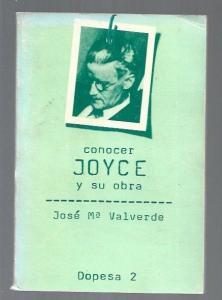 conocer
JOYCE
y su obra
José Mª Valverde
Dopesa 2